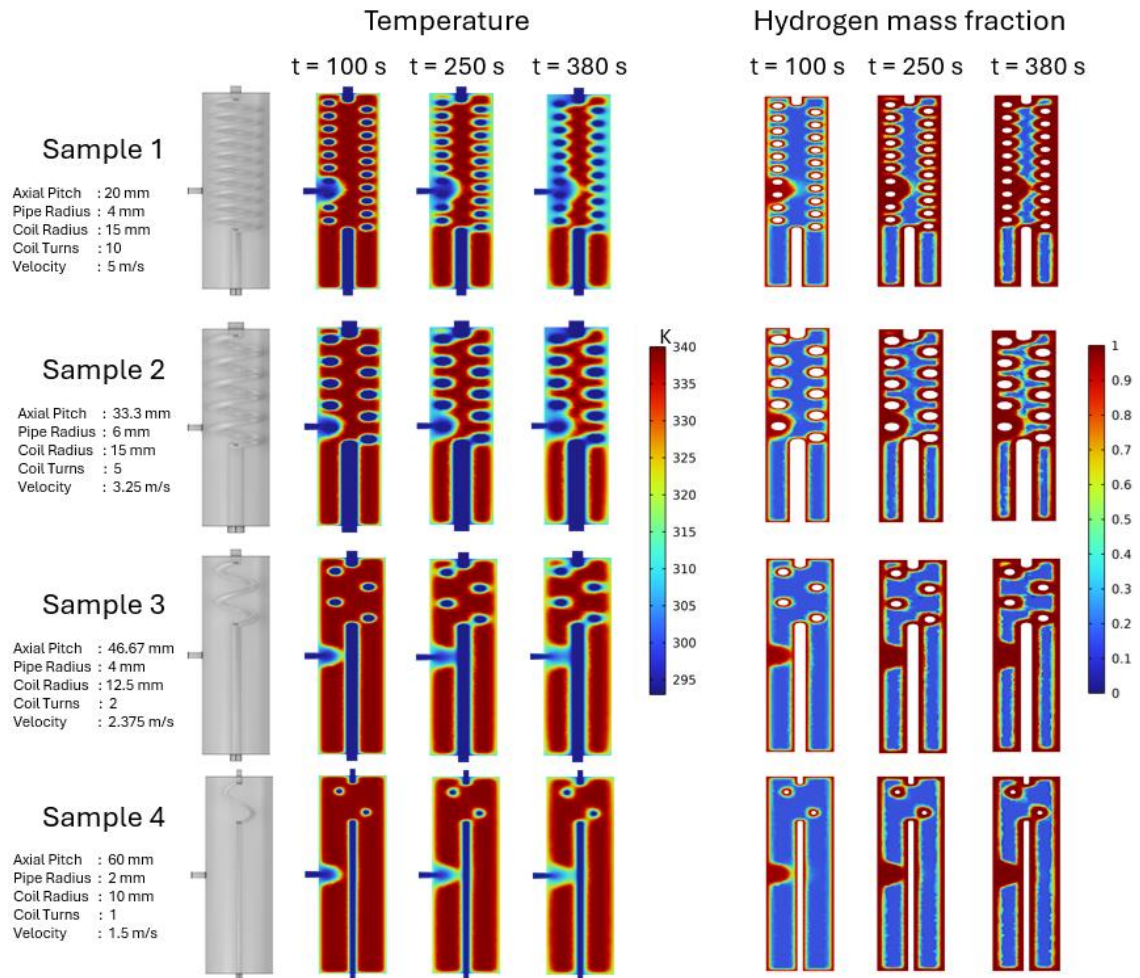 Temperature
Hydrogen mass fraction
t = 100 s
t = 250 s
t = 380 s
t = 100 s
t = 250 s
t = 380 s
Sample 1
Axial Pitch : 20 mm
Pipe Radius : 4 mm
Coil Radius : 15 mm
Coil Turns : 10
Velocity : 5 m/s
Sample 2
Axial Pitch : 33.3 mm
Pipe Radius : 6 mm
Coil Radius : 15 mm
Coil Turns : 5
Velocity : 3.25 m/s
Sample 3
Axial Pitch : 46.67 mm
Pipe Radius : 4 mm
Coil Radius : 12.5 mm
Coil Turns : 2
Velocity : 2.375 m/s
Sample 4
Axial Pitch : 60 mm
Pipe Radius : 2 mm
Coil Radius : 10 mm
Coil Turns : 1
Velocity : 1.5 m/s
K
340
335
330
325
320
315
310
305
300
295
1
0.9
0.8
0.7
0.6
0.5
0.4
0.3
0.2
0.1
0